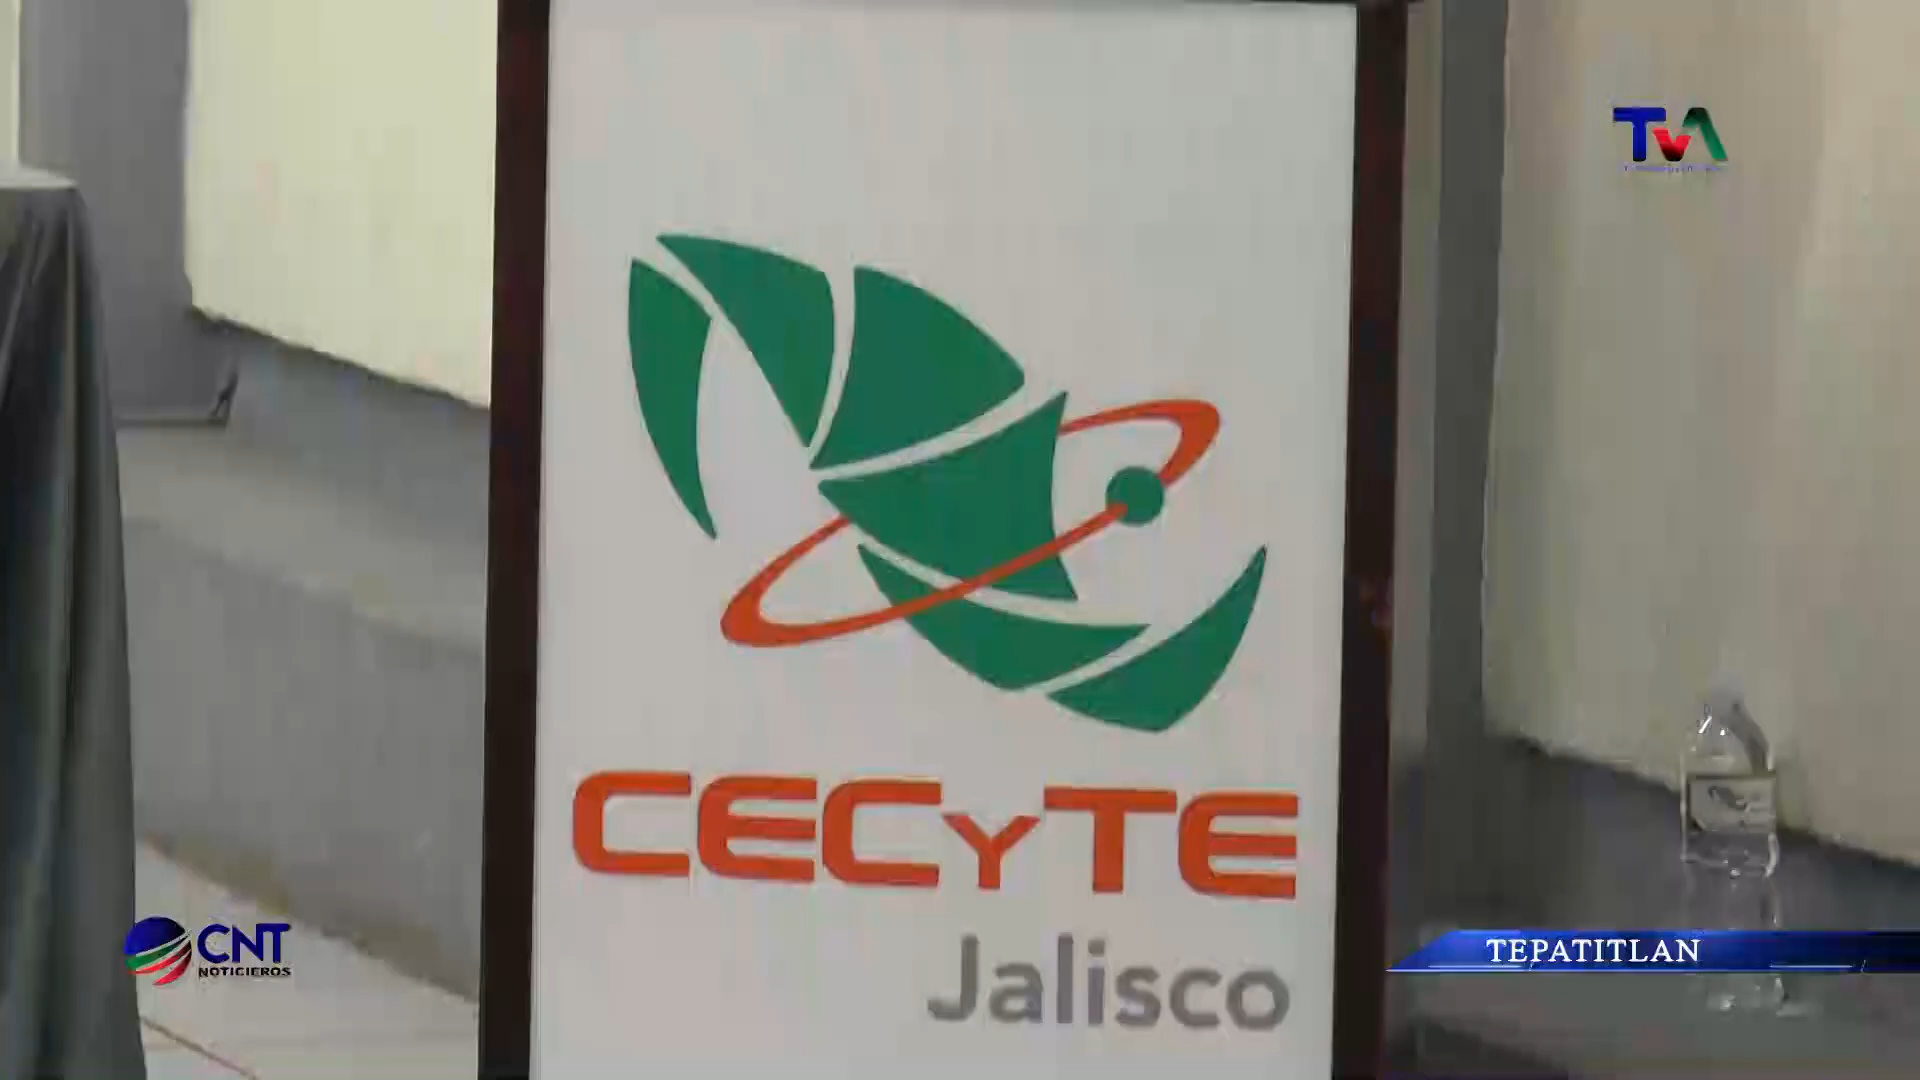 TVA
CECyTE
Jalisco
CNT
NOTICIEROS
TEPATITLAN